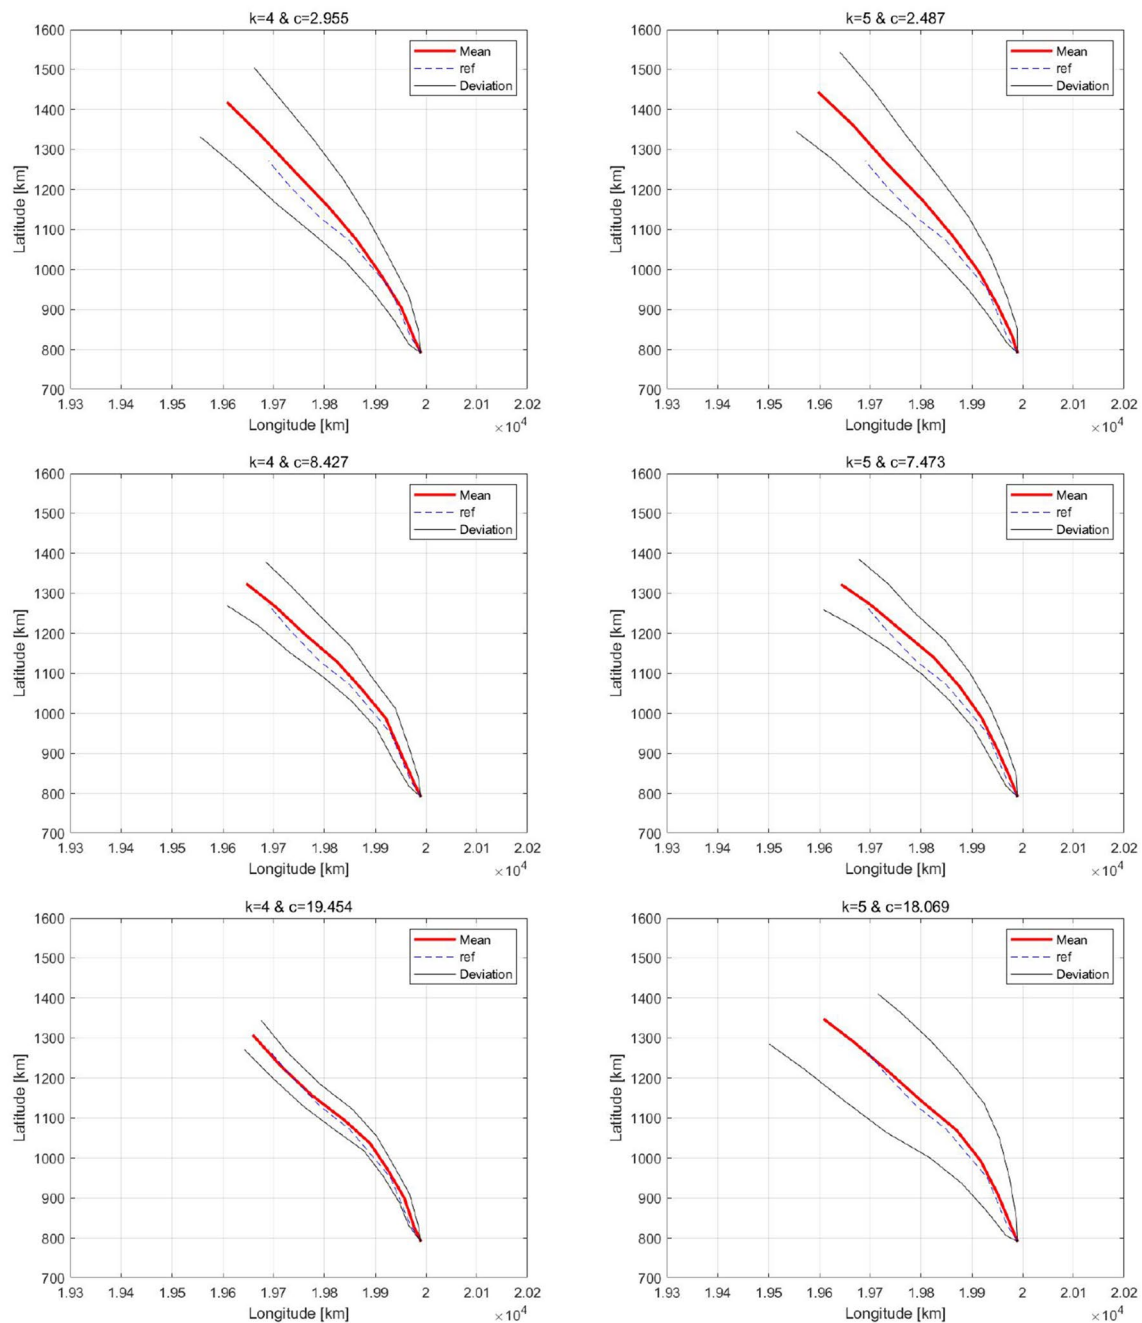 k=4 & c=2.955
1600
1500
1400
1300
1200
1100
1000
900
800
700
Latitude [km]
Mean
ref
Deviation
1.93 1.94 1.95 1.96 1.97 1.98 1.99 2 2.01 2.02
Longitude [km]
×10⁴
k=5 & c=2.487
1600
1500
1400
1300
1200
1100
1000
900
800
700
Latitude [km]
Mean
ref
Deviation
1.93 1.94 1.95 1.96 1.97 1.98 1.99 2 2.01 2.02
Longitude [km]
×10⁴
k=4 & c=8.427
1600
1500
1400
1300
1200
1100
1000
900
800
700
Latitude [km]
Mean
ref
Deviation
1.93 1.94 1.95 1.96 1.97 1.98 1.99 2 2.01 2.02
Longitude [km]
×10⁴
k=5 & c=7.473
1600
1500
1400
1300
1200
1100
1000
900
800
700
Latitude [km]
Mean
ref
Deviation
1.93 1.94 1.95 1.96 1.97 1.98 1.99 2 2.01 2.02
Longitude [km]
×10⁴
k=4 & c=19.454
1600
1500
1400
1300
1200
1100
1000
900
800
700
Latitude [km]
Mean
ref
Deviation
1.93 1.94 1.95 1.96 1.97 1.98 1.99 2 2.01 2.02
Longitude [km]
×10⁴
k=5 & c=18.069
1600
1500
1400
1300
1200
1100
1000
900
800
700
Latitude [km]
Mean
ref
Deviation
1.93 1.94 1.95 1.96 1.97 1.98 1.99 2 2.01 2.02
Longitude [km]
×10⁴